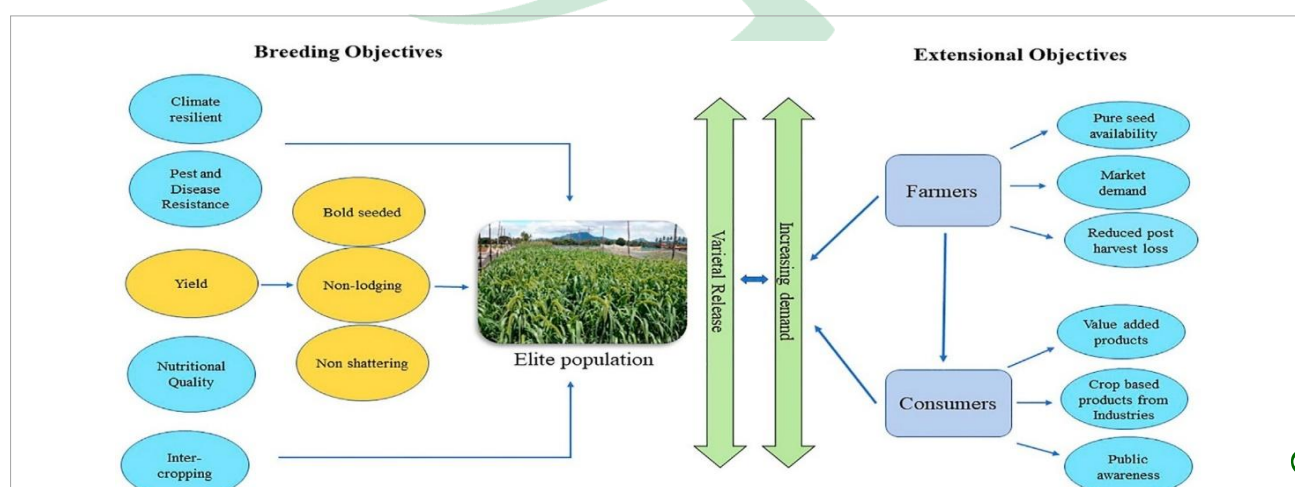 Breeding Objectives
Extensional Objectives
Climate
resilient
Pest and
Disease
Resistance
Yield
Nutritional
Quality
Inter-
cropping
Bold seeded
Non-lodging
Non shattering
Elite population
Varietal Release
Increasing demand
Farmers
Pure seed
availability
Market
demand
Reduced post
harvest loss
Consumers
Value added
products
Crop based
products from
Industries
Public
awareness